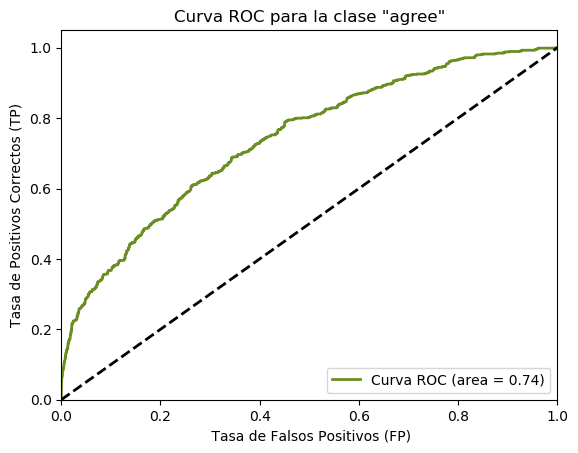 Curva ROC para la clase "agree"
Tasa de Positivos Correctos (TP)
1.0
0.8
0.6
0.4
0.2
0.0
0.0 0.2 0.4 0.6 0.8 1.0
Curva ROC (area = 0.74)
Tasa de Falsos Positivos (FP)